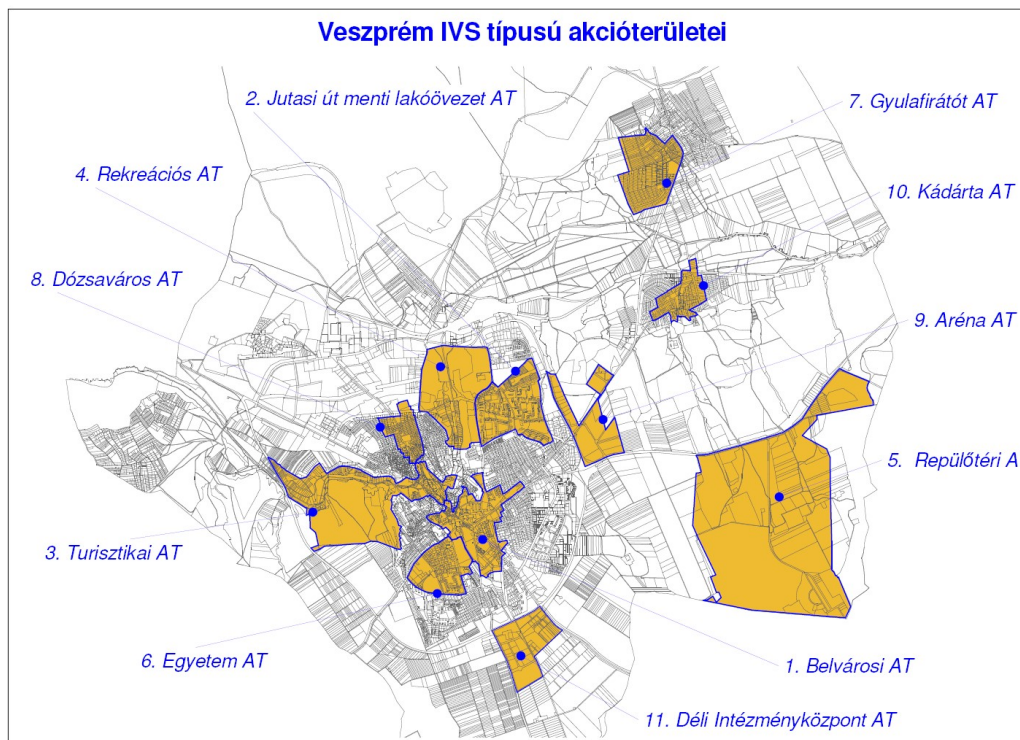 Veszprém IVS típusú akcióterületei
2. Jutasi út menti lakóövezet AT
7. Gyulafirátót AT
4. Rekreációs AT
10. Kádárta AT
8. Dózsaváros AT
9. Aréna AT
5. Repülőtéri A
3. Turisztikai AT
6. Egyetem AT
1. Belvárosi AT
11. Déli Intézményközpont AT